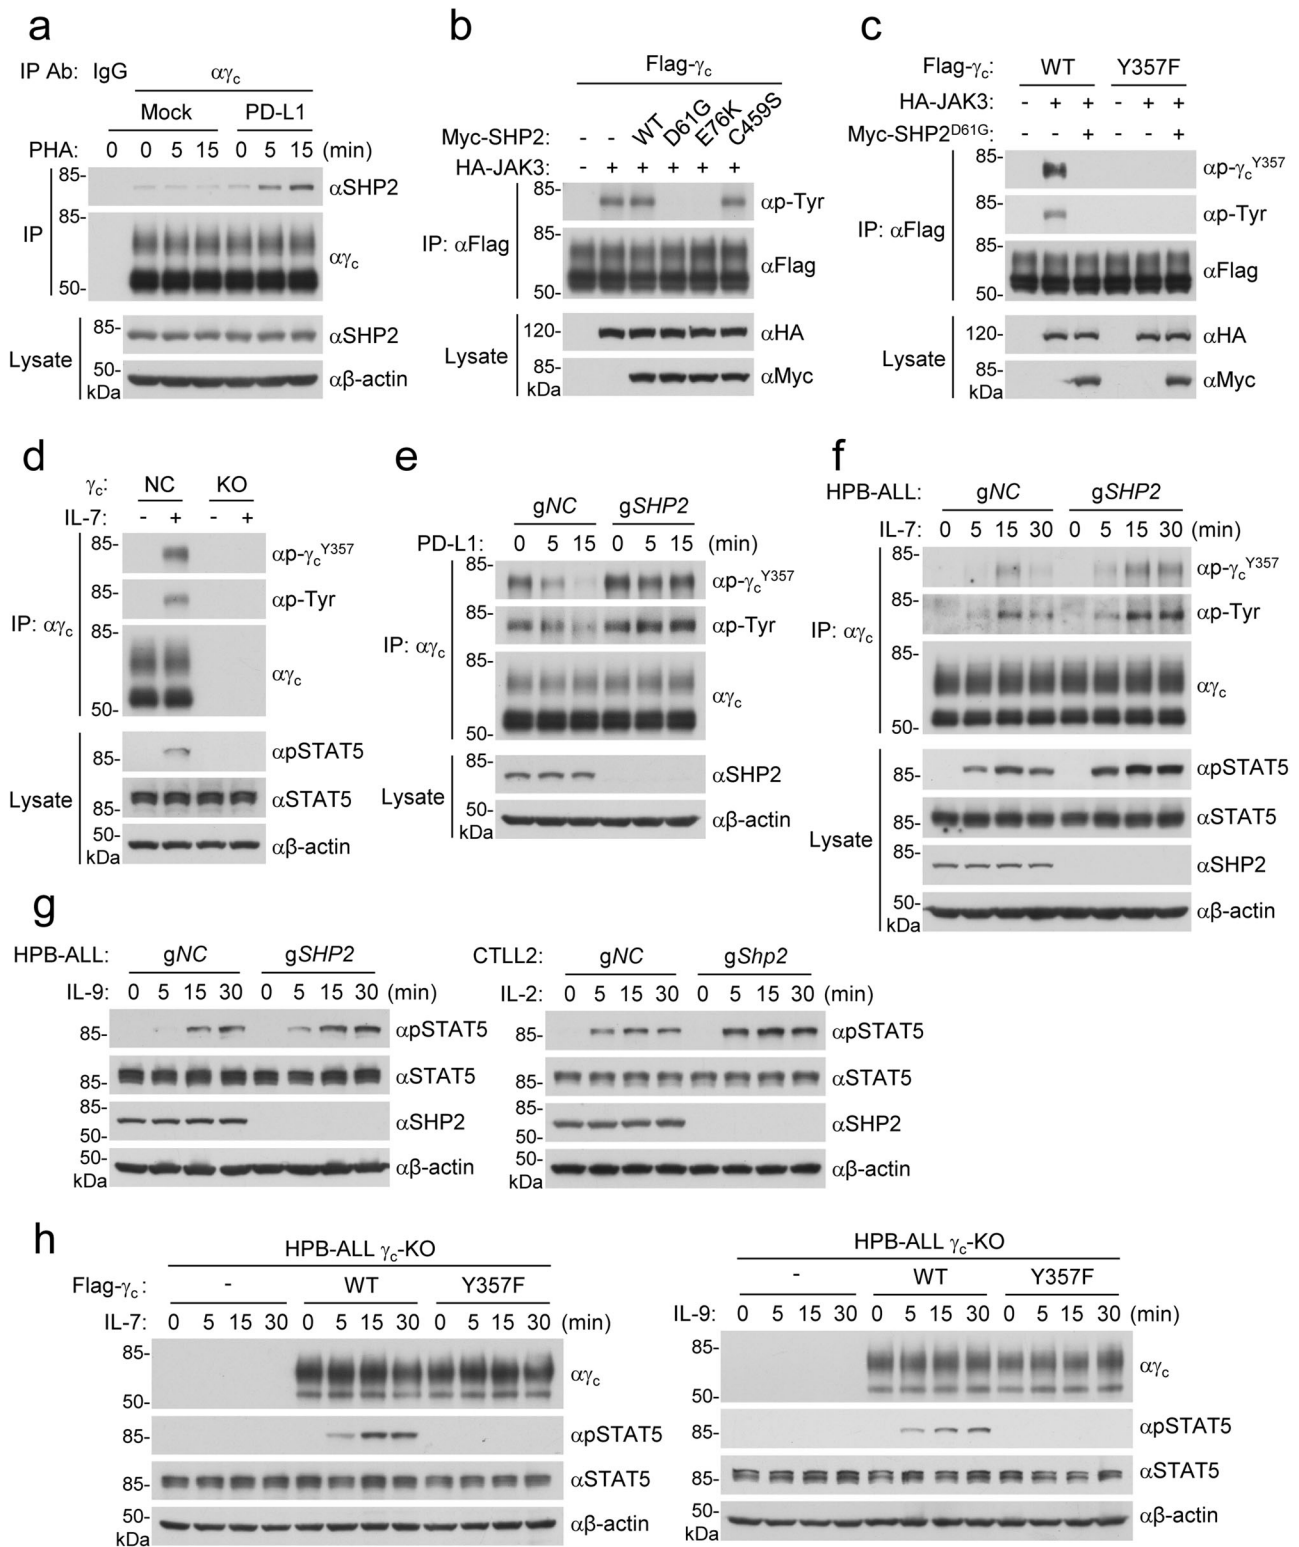 a
IP Ab: IgG αγc
Mock PD-L1
PHA: 0 0 5 15 0 5 15 (min)
IP
85- αSHP2
85-
αγc
50-
Lysate
85- αSHP2
50- αβ-actin
kDa
b
Flag-γc
Myc-SHP2: - - WT D61G E76K C459S
HA-JAK3: - + + + + +
IP: αFlag
85- αp-Tyr
85-
αFlag
50-
Lysate
120- αHA
85- αMyc
kDa
c
Flag-γc: WT Y357F
HA-JAK3: - + + - + +
Myc-SHP2D61G: - - + - - +
IP: αFlag
85- αp-γcY357
85- αp-Tyr
85-
αFlag
50-
Lysate
120- αHA
85- αMyc
kDa
d
γc: NC KO
IL-7: - + - +
IP: αγc
85- αp-γcY357
85- αp-Tyr
85-
αγc
50-
Lysate
85- αpSTAT5
85- αSTAT5
50- αβ-actin
kDa
e
gNC gSHP2
PD-L1: 0 5 15 0 5 15 (min)
IP: αγc
85- αp-γcY357
85- αp-Tyr
85-
αγc
50-
Lysate
85- αSHP2
50- αβ-actin
kDa
f
HPB-ALL: gNC gSHP2
IL-7: 0 5 15 30 0 5 15 30 (min)
IP: αγc
85- αp-γcY357
85- αp-Tyr
85-
αγc
50-
Lysate
85- αpSTAT5
85- αSTAT5
85- αSHP2
50- αβ-actin
kDa
g
HPB-ALL: gNC gSHP2
IL-9: 0 5 15 30 0 5 15 30 (min)
85- αpSTAT5
85- αSTAT5
85-
αSHP2
50-
50- αβ-actin
kDa
CTLL2: gNC gShp2
IL-2: 0 5 15 30 0 5 15 30 (min)
85- αpSTAT5
85- αSTAT5
85-
αSHP2
50-
50- αβ-actin
kDa
h
HPB-ALL γc-KO
Flag-γc: - WT Y357F
IL-7: 0 5 15 30 0 5 15 30 0 5 15 30 (min)
85-
αγc
50-
85- αpSTAT5
85- αSTAT5
50- αβ-actin
kDa
HPB-ALL γc-KO
- WT Y357F
IL-9: 0 5 15 30 0 5 15 30 0 5 15 30 (min)
85-
αγc
50-
85- αpSTAT5
85- αSTAT5
50- αβ-actin
kDa